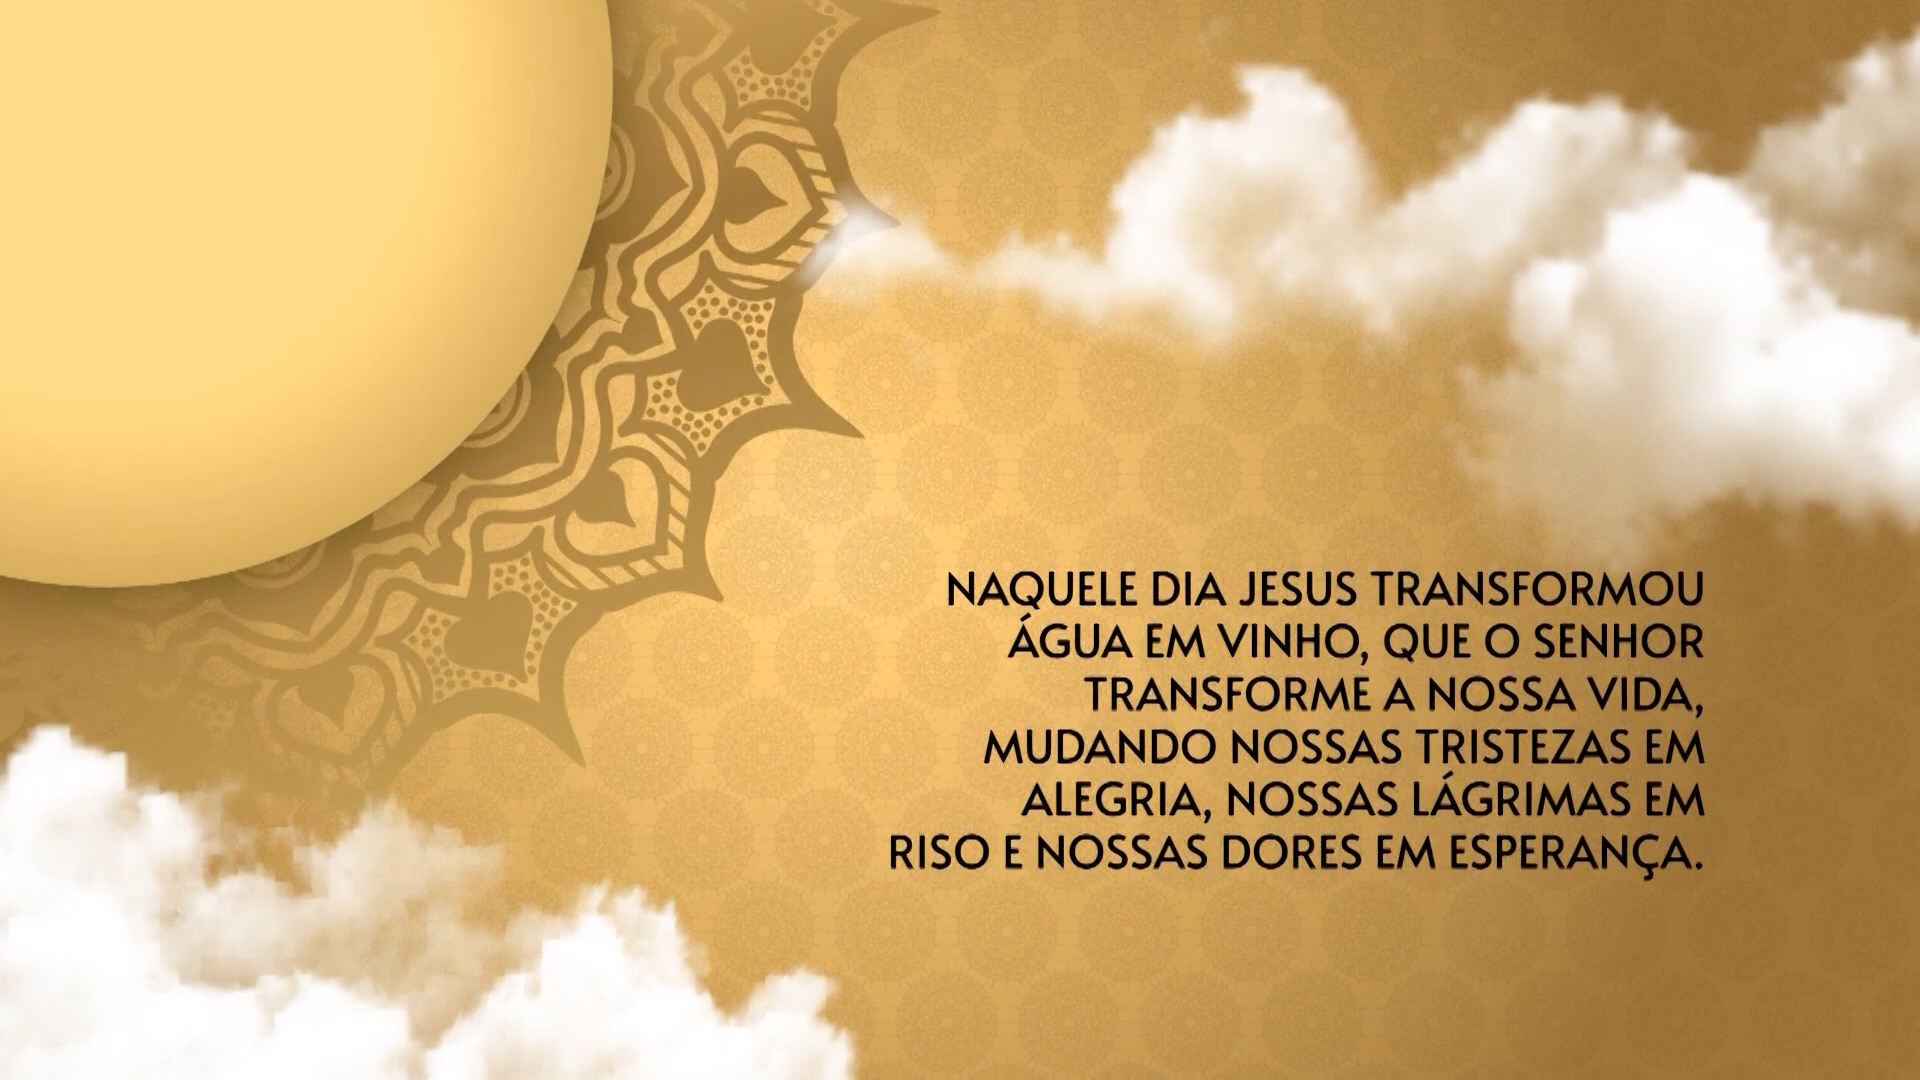 NAQUELE DIA JESUS TRANSFORMOU
ÁGUA EM VINHO, QUE O SENHOR
TRANSFORME A NOSSA VIDA,
MUDANDO NOSSAS TRISTEZAS EM
ALEGRIA, NOSSAS LÁGRIMAS EM
RISO E NOSSAS DORES EM ESPERANÇA.